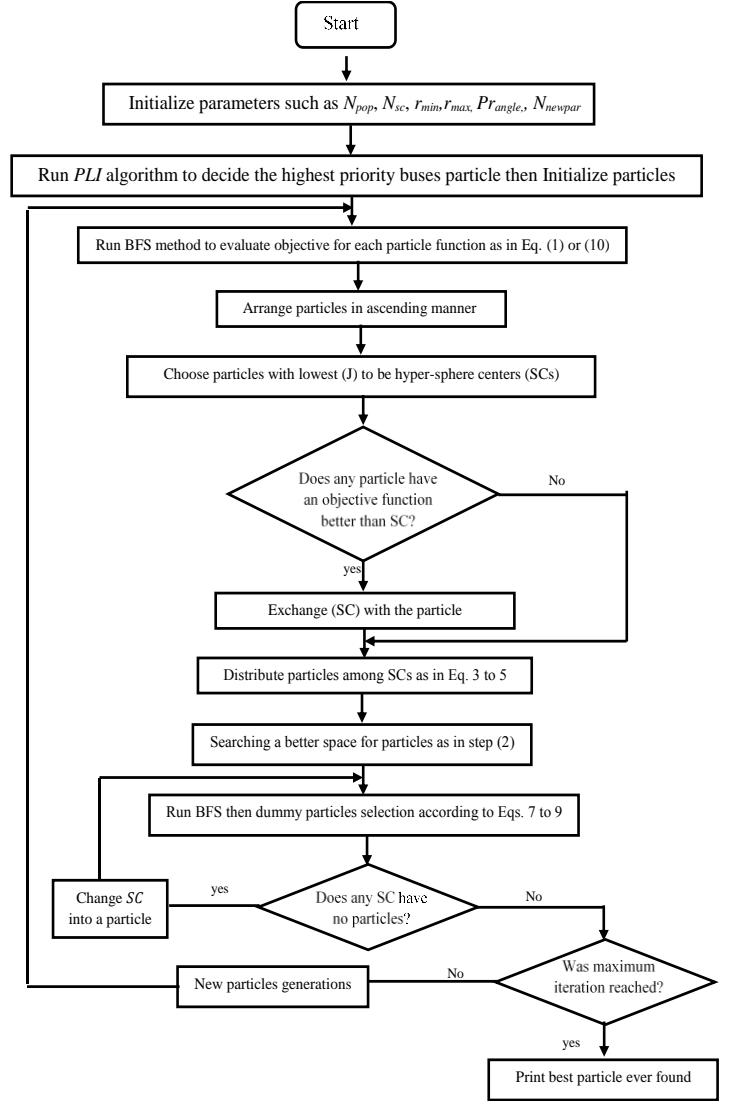 Start
Initialize parameters such as Npop, Nsc, rmin,rmax, Prangle,, Nnewpar
Run PLI algorithm to decide the highest priority buses particle then Initialize particles
Run BFS method to evaluate objective for each particle function as in Eq. (1) or (10)
Arrange particles in ascending manner
Choose particles with lowest (J) to be hyper-sphere centers (SCs)
Does any particle have
an objective function
better than SC?
No
yes
Exchange (SC) with the particle
Distribute particles among SCs as in Eq. 3 to 5
Searching a better space for particles as in step (2)
Run BFS then dummy particles selection according to Eqs. 7 to 9
Does any SC have
no particles?
yes
Change SC
into a particle
No
Was maximum
iteration reached?
No
New particles generations
yes
Print best particle ever found